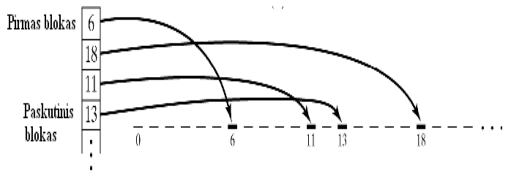 Pirmas blokas 6
18
11
Paskutinis
blokas 13
0 6 11 13 18